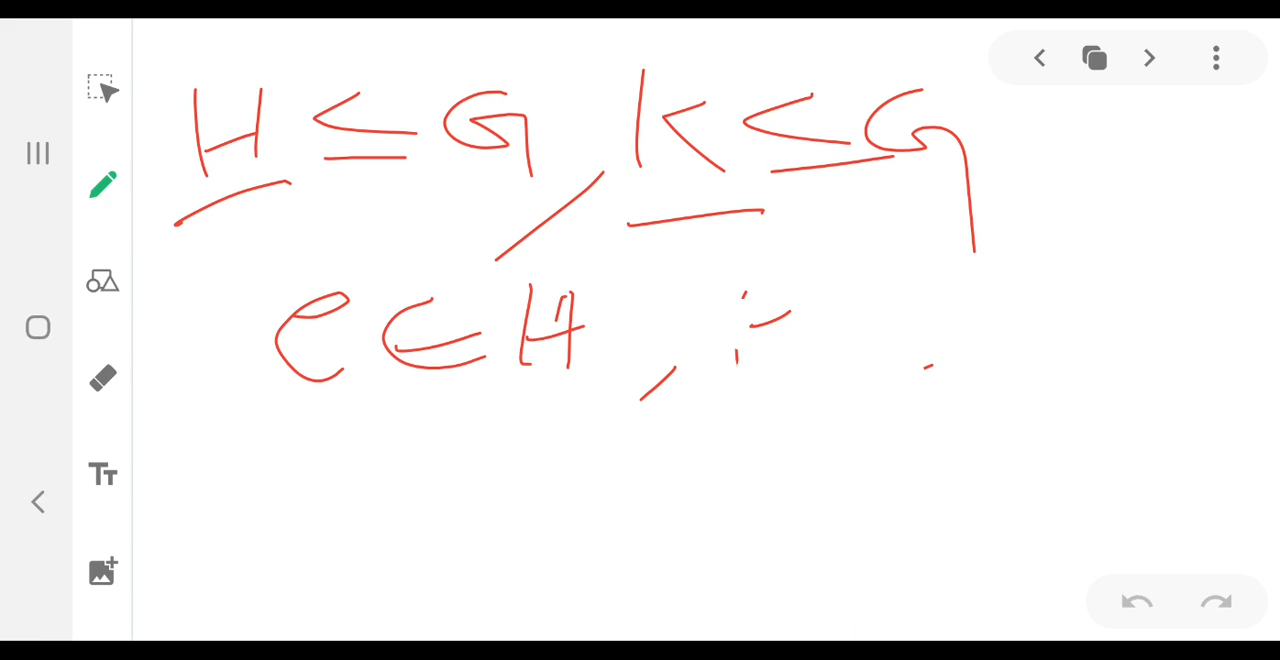 H ≤ G, K ≤ G
e ∈ H,